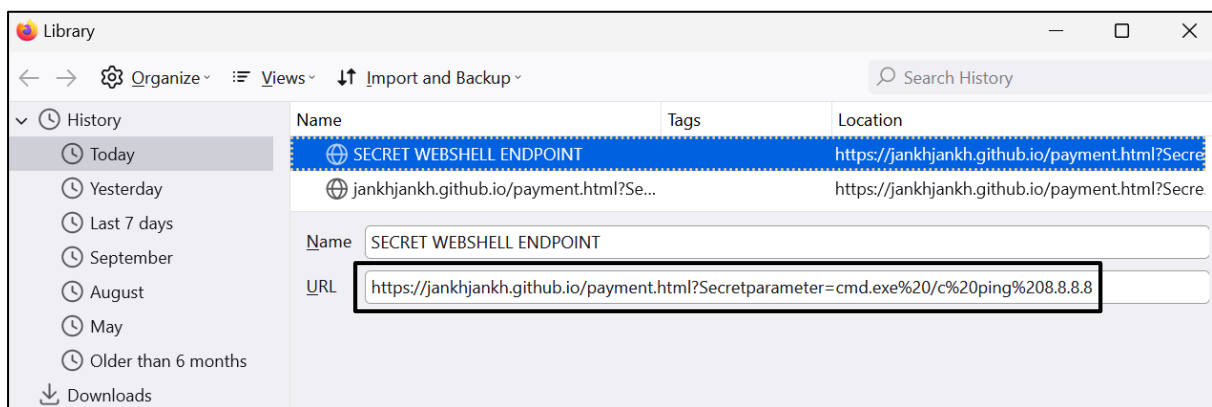 Library
Organize Views Import and Backup Search History
History Name Tags Location
Today SECRET WEBSHELL ENDPOINT https://jankhjankh.github.io/payment.html?Secre
Yesterday jankhjankh.github.io/payment.html?Se... https://jankhjankh.github.io/payment.html?Secre.
Last 7 days
Name SECRET WEBSHELL ENDPOINT
September
URL https://jankhjankh.github.io/payment.html?Secretparameter=cmd.exe%20/c%20ping%208.8.8.8
August
May
Older than 6 months
Downloads